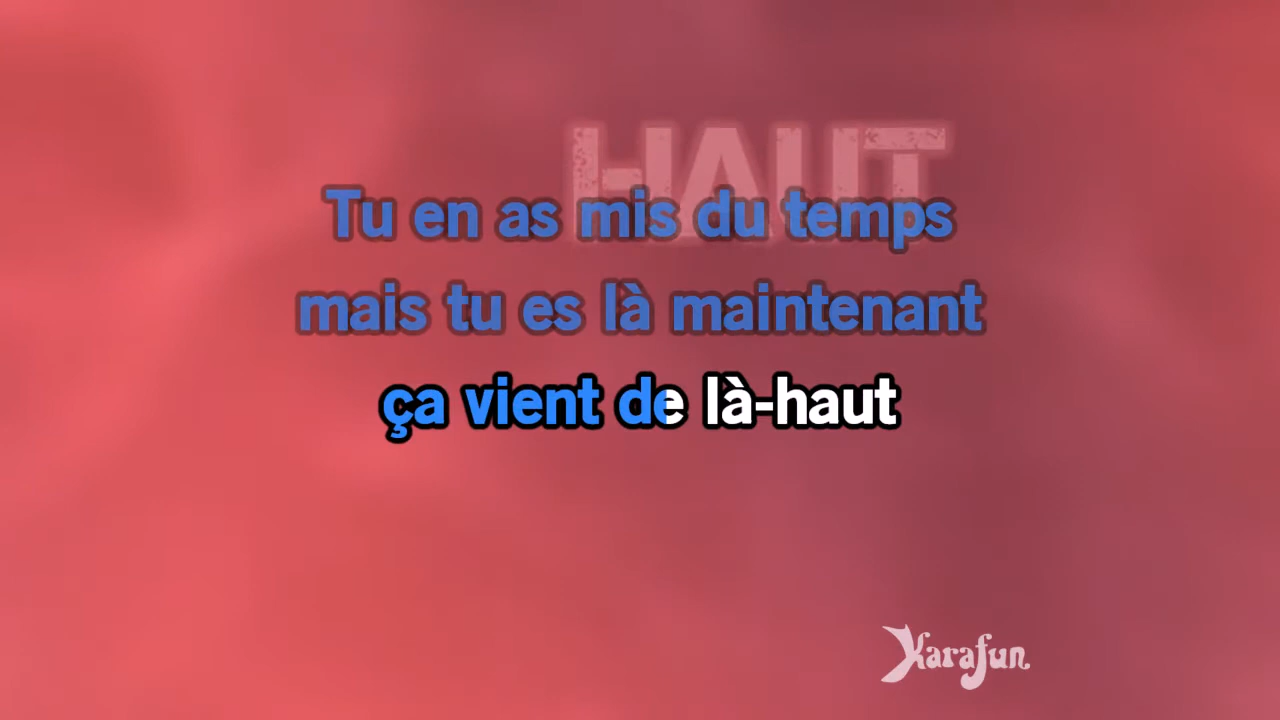 HAUT
Tu en as mis du temps
mais tu es là maintenant
ça vient de là-haut
Karafun